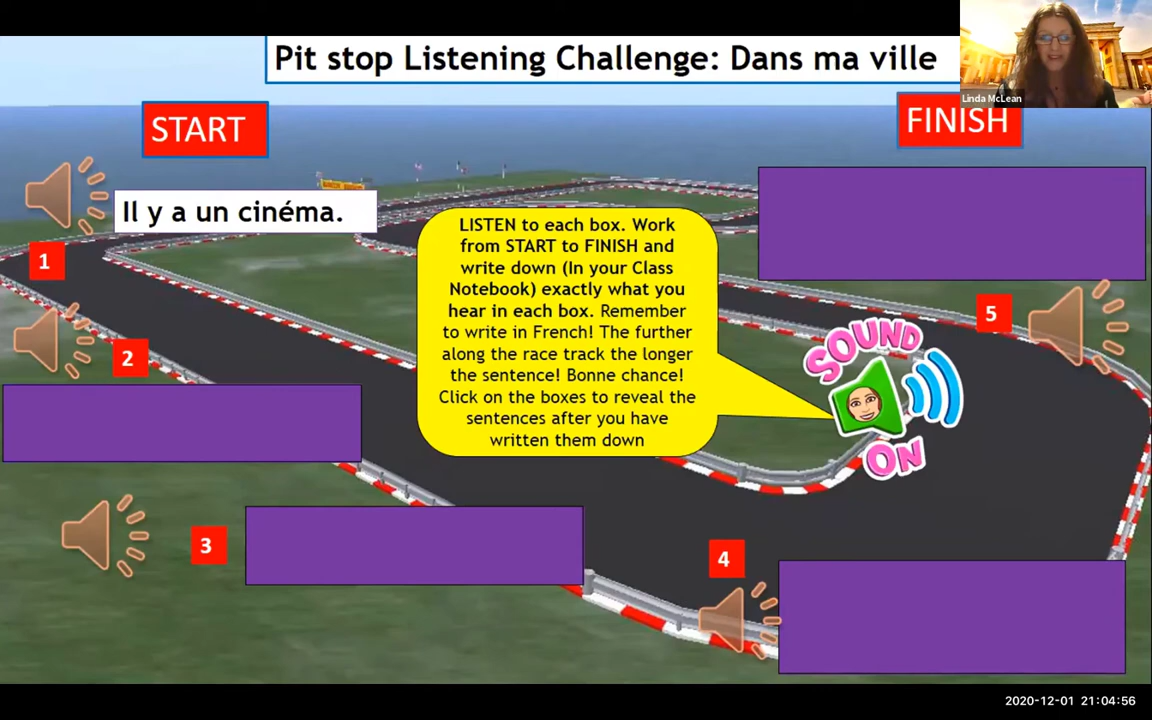 Pit stop Listening Challenge: Dans ma ville
Linda McLean
START
FINISH
Il y a un cinéma.
1
LISTEN to each box. Work
from START to FINISH and
write down (In your Class
Notebook) exactly what you
hear in each box. Remember
to write in French! The further
along the race track the longer
the sentence! Bonne chance!
Click on the boxes to reveal the
sentences after you have
written them down
5
2
SOUND
ON
3
4
2020-12-01 21:04:56